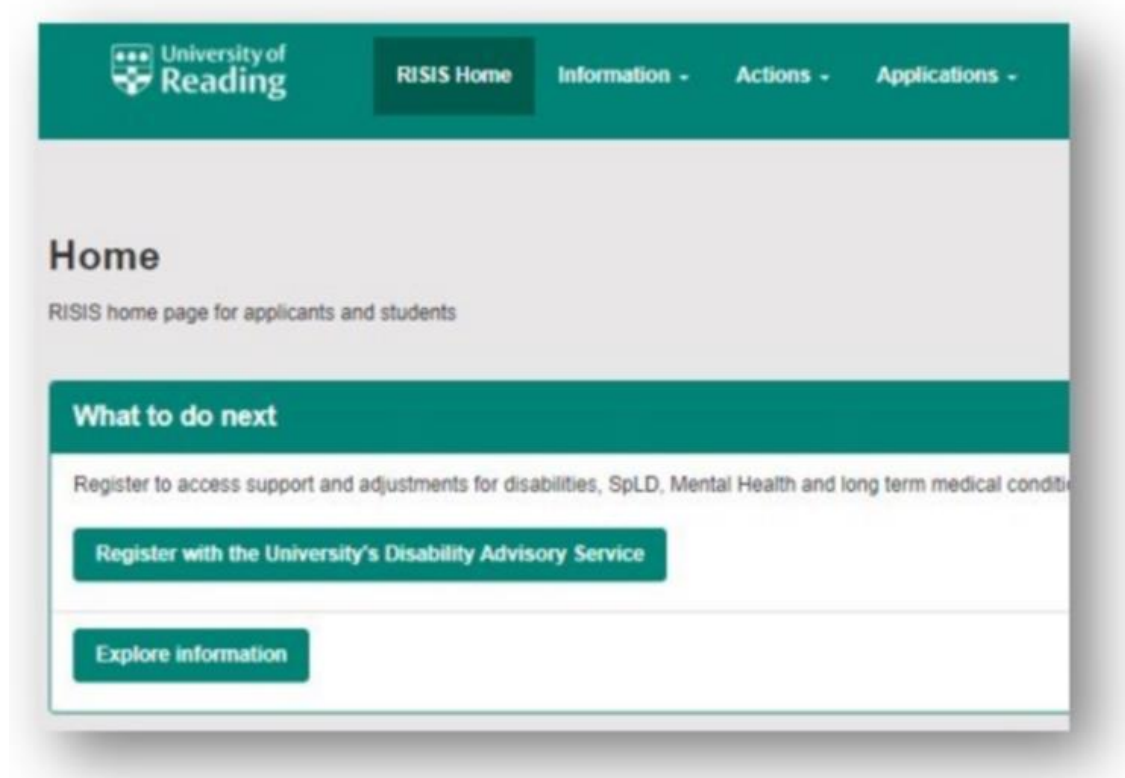 University of
Reading
RISIS Home Information - Actions - Applications -
Home
RISIS home page for applicants and students
What to do next
Register to access support and adjustments for disabilities, SpLD, Mental Health and long term medical
Register with the University's Disability Advisory Service
Explore information